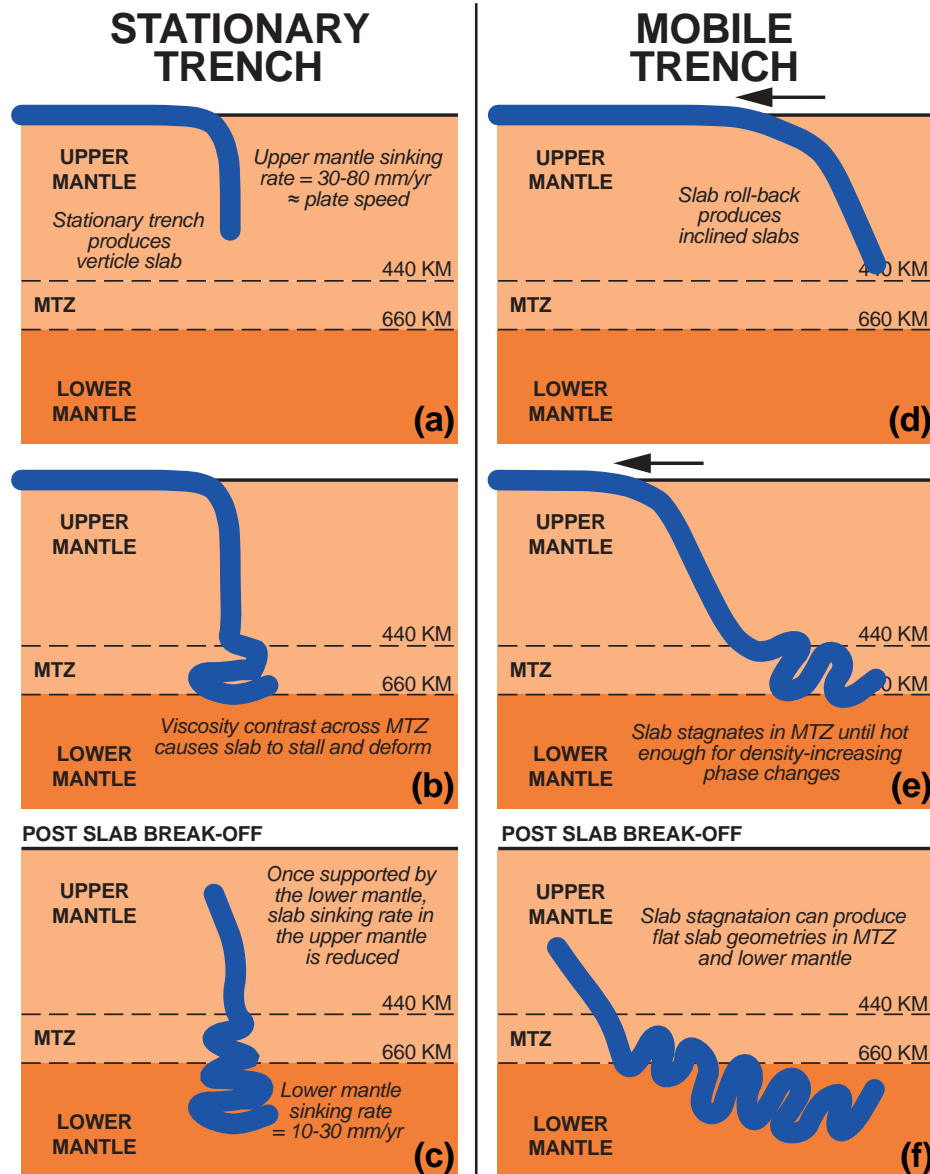 STATIONARY
TRENCH
UPPER
MANTLE
Upper mantle sinking
rate = 30-80 mm/yr
≈ plate speed
Stationary trench
produces
verticle slab
440 KM
MTZ
660 KM
LOWER
MANTLE
(a)
UPPER
MANTLE
440 KM
MTZ
660 KM
Viscosity contrast across MTZ
causes slab to stall and deform
LOWER
MANTLE
(b)
POST SLAB BREAK-OFF
UPPER
MANTLE
Once supported by
the lower mantle,
slab sinking rate in
the upper mantle
is reduced
440 KM
MTZ
660 KM
Lower mantle
sinking rate
= 10-30 mm/yr
LOWER
MANTLE
(c)
MOBILE
TRENCH
UPPER
MANTLE
Slab roll-back
produces
inclined slabs
440 KM
MTZ
660 KM
LOWER
MANTLE
(d)
UPPER
MANTLE
440 KM
MTZ
0 KM
Slab stagnates in MTZ until hot
enough for density-increasing
phase changes
LOWER
MANTLE
(e)
POST SLAB BREAK-OFF
UPPER
MANTLE
Slab stagnataion can produce
flat slab geometries in MTZ
and lower mantle
440 KM
MTZ
660 KM
LOWER
MANTLE
(f)